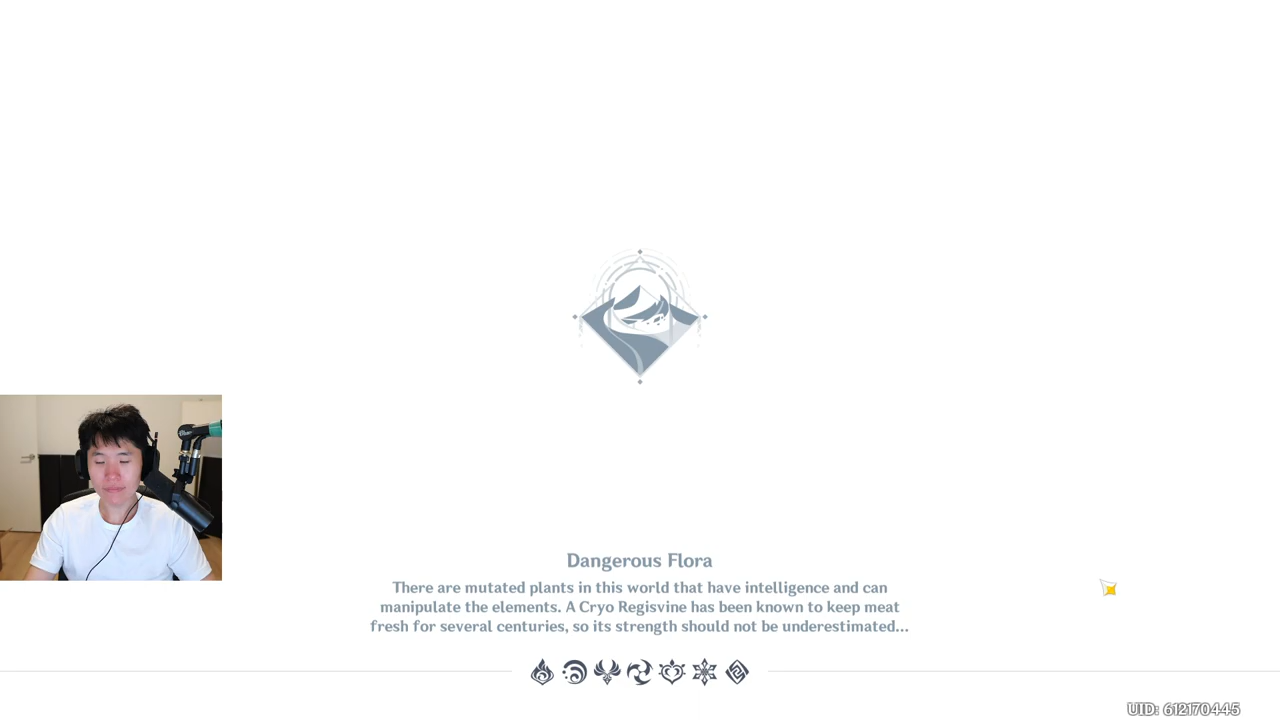 Dangerous Flora
There are mutated plants in this world that have intelligence and can
manipulate the elements. A Cryo Regisvine has been known to keep meat
fresh for several centuries, so its strength should not be underestimated...
UID: 612170445